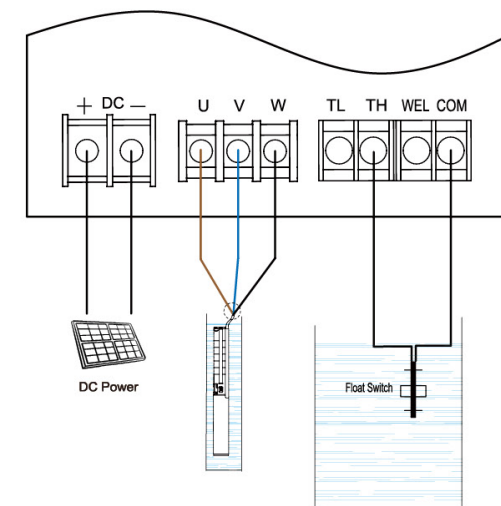 + DC −
U V W
TL TH WEL COM
DC Power
Float Switch